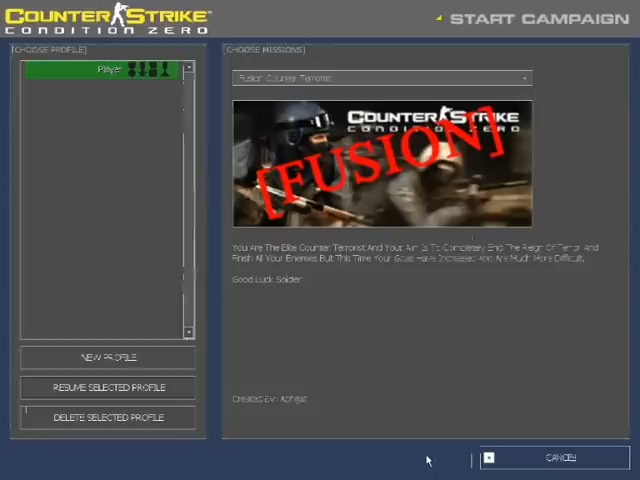 COUNTER STRIKE
CONDITION ZERO
START CAMPAIGN
[CHOOSE PROFILE]
[CHOOSE MISSIONS]
Player
Fusion Counter Terrorist
COUNTER STRIKE
CONDITION ZERO
[FUSION]
You Are The Elite Counter Terrorist And Your Aim Is To Completely End The Reign Of Terror And
Finish All Your Enemies But This Time Your Goals Have Increased And Are Much More Difficult.
Good Luck Soldier
NEW PROFILE
RESUME SELECTED PROFILE
DELETE SELECTED PROFILE
Created By:
CANCEL